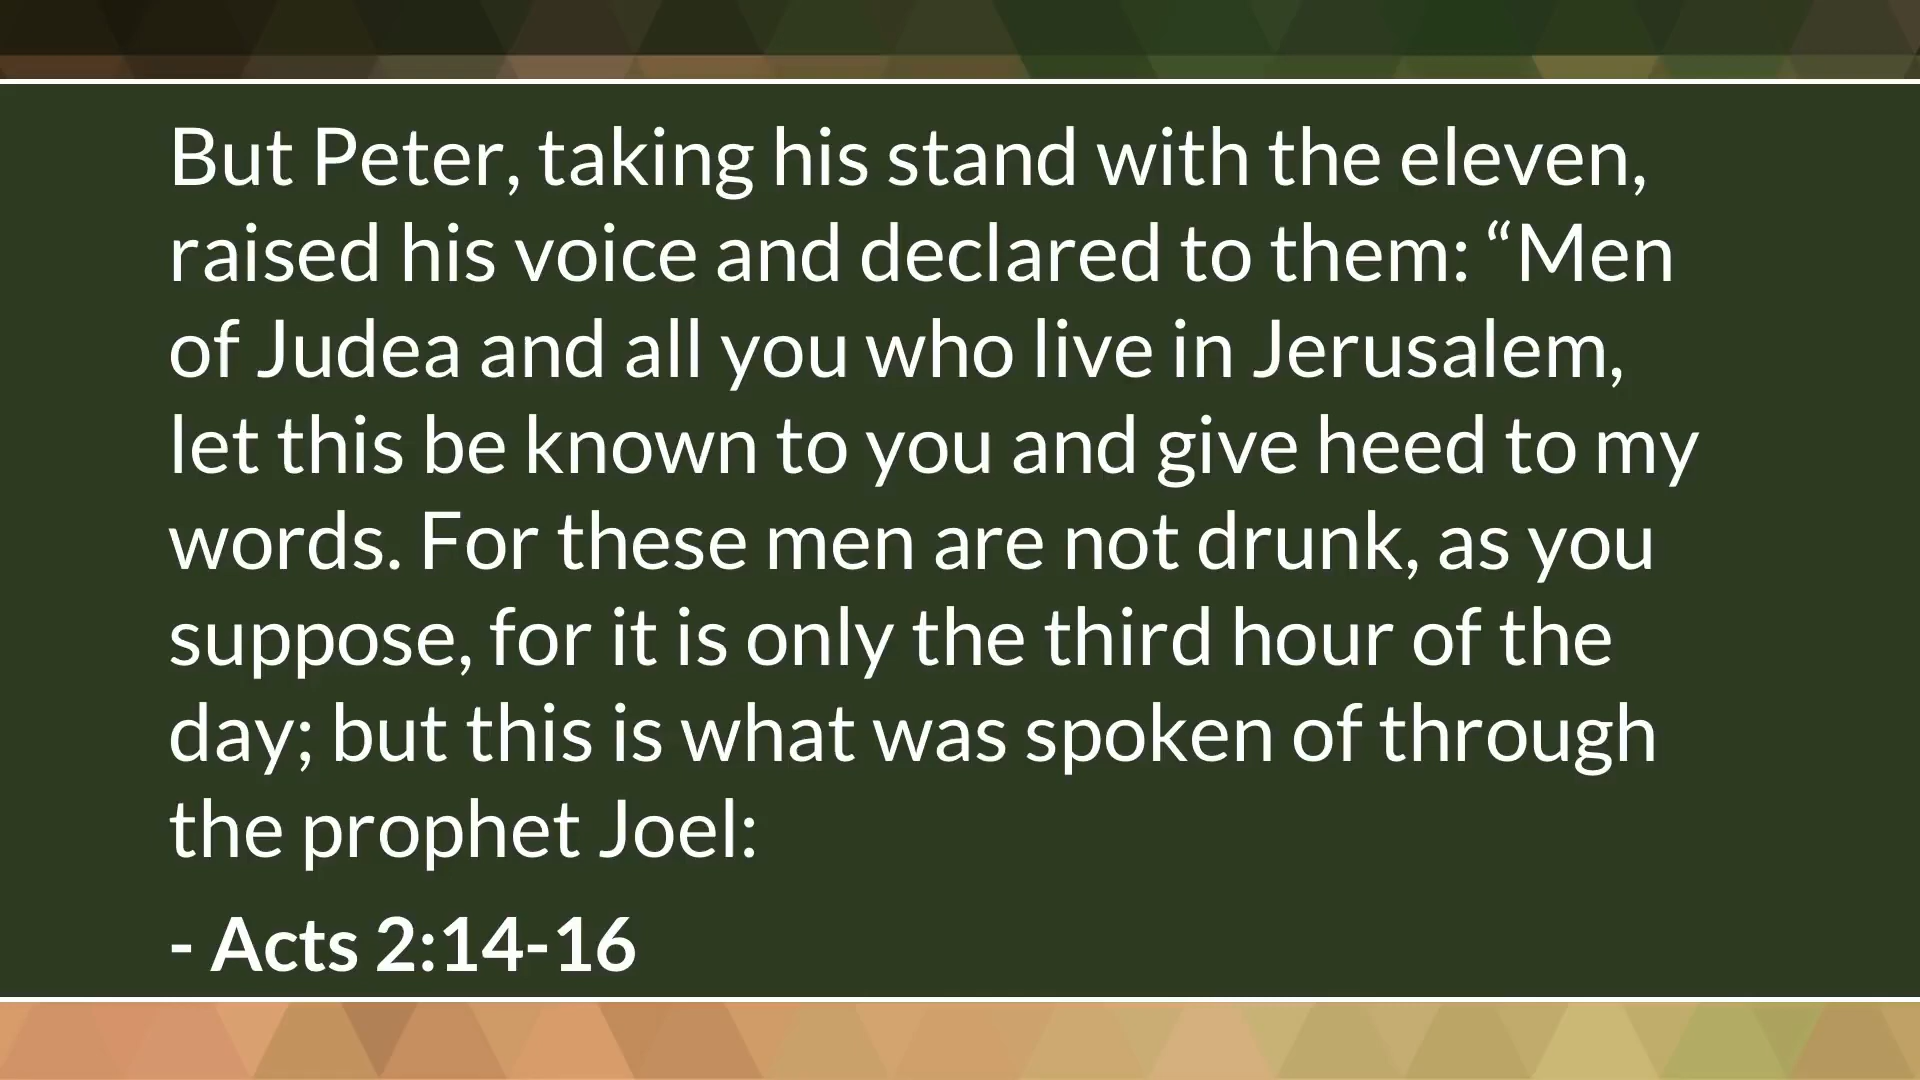 But Peter, taking his stand with the eleven,
raised his voice and declared to them: “Men
of Judea and all you who live in Jerusalem,
let this be known to you and give heed to my
words. For these men are not drunk, as you
suppose, for it is only the third hour of the
day; but this is what was spoken of through
the prophet Joel:
- Acts 2:14-16